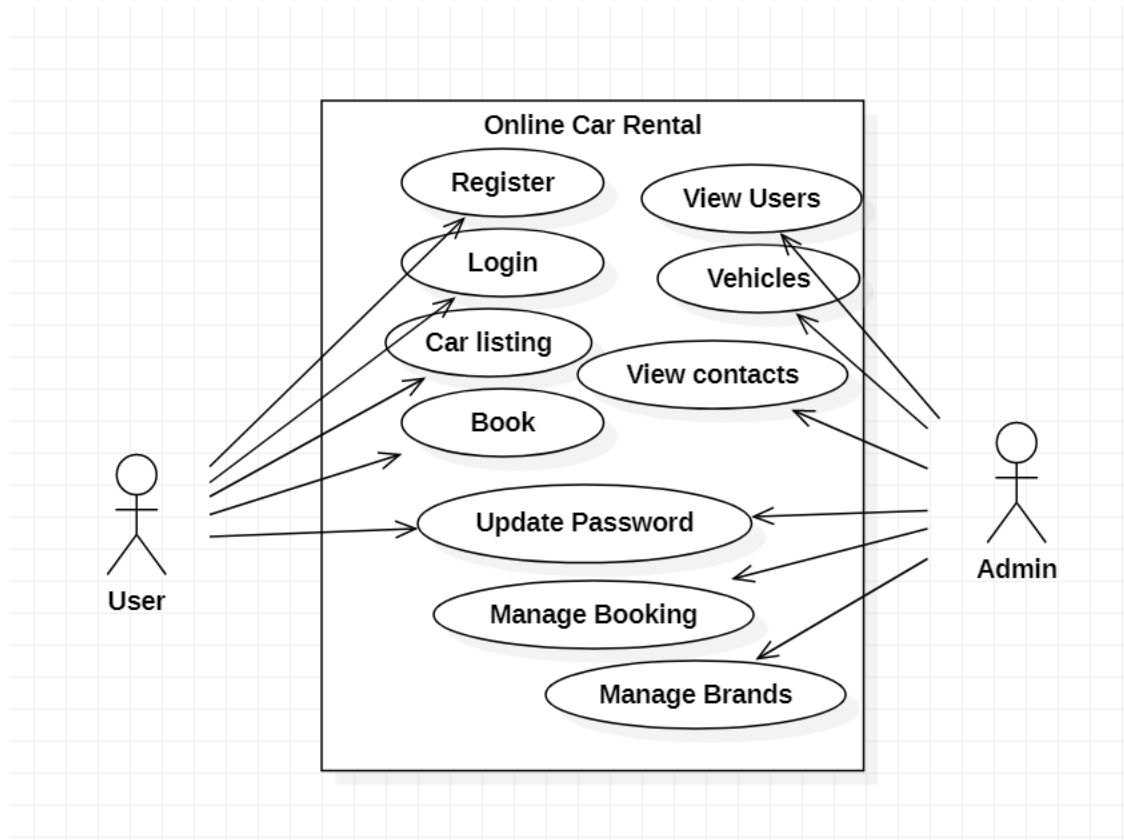 Online Car Rental
Register
View Users
Login
Vehicles
Car listing
View contacts
Book
Update Password
Admin
User
Manage Booking
Manage Brands